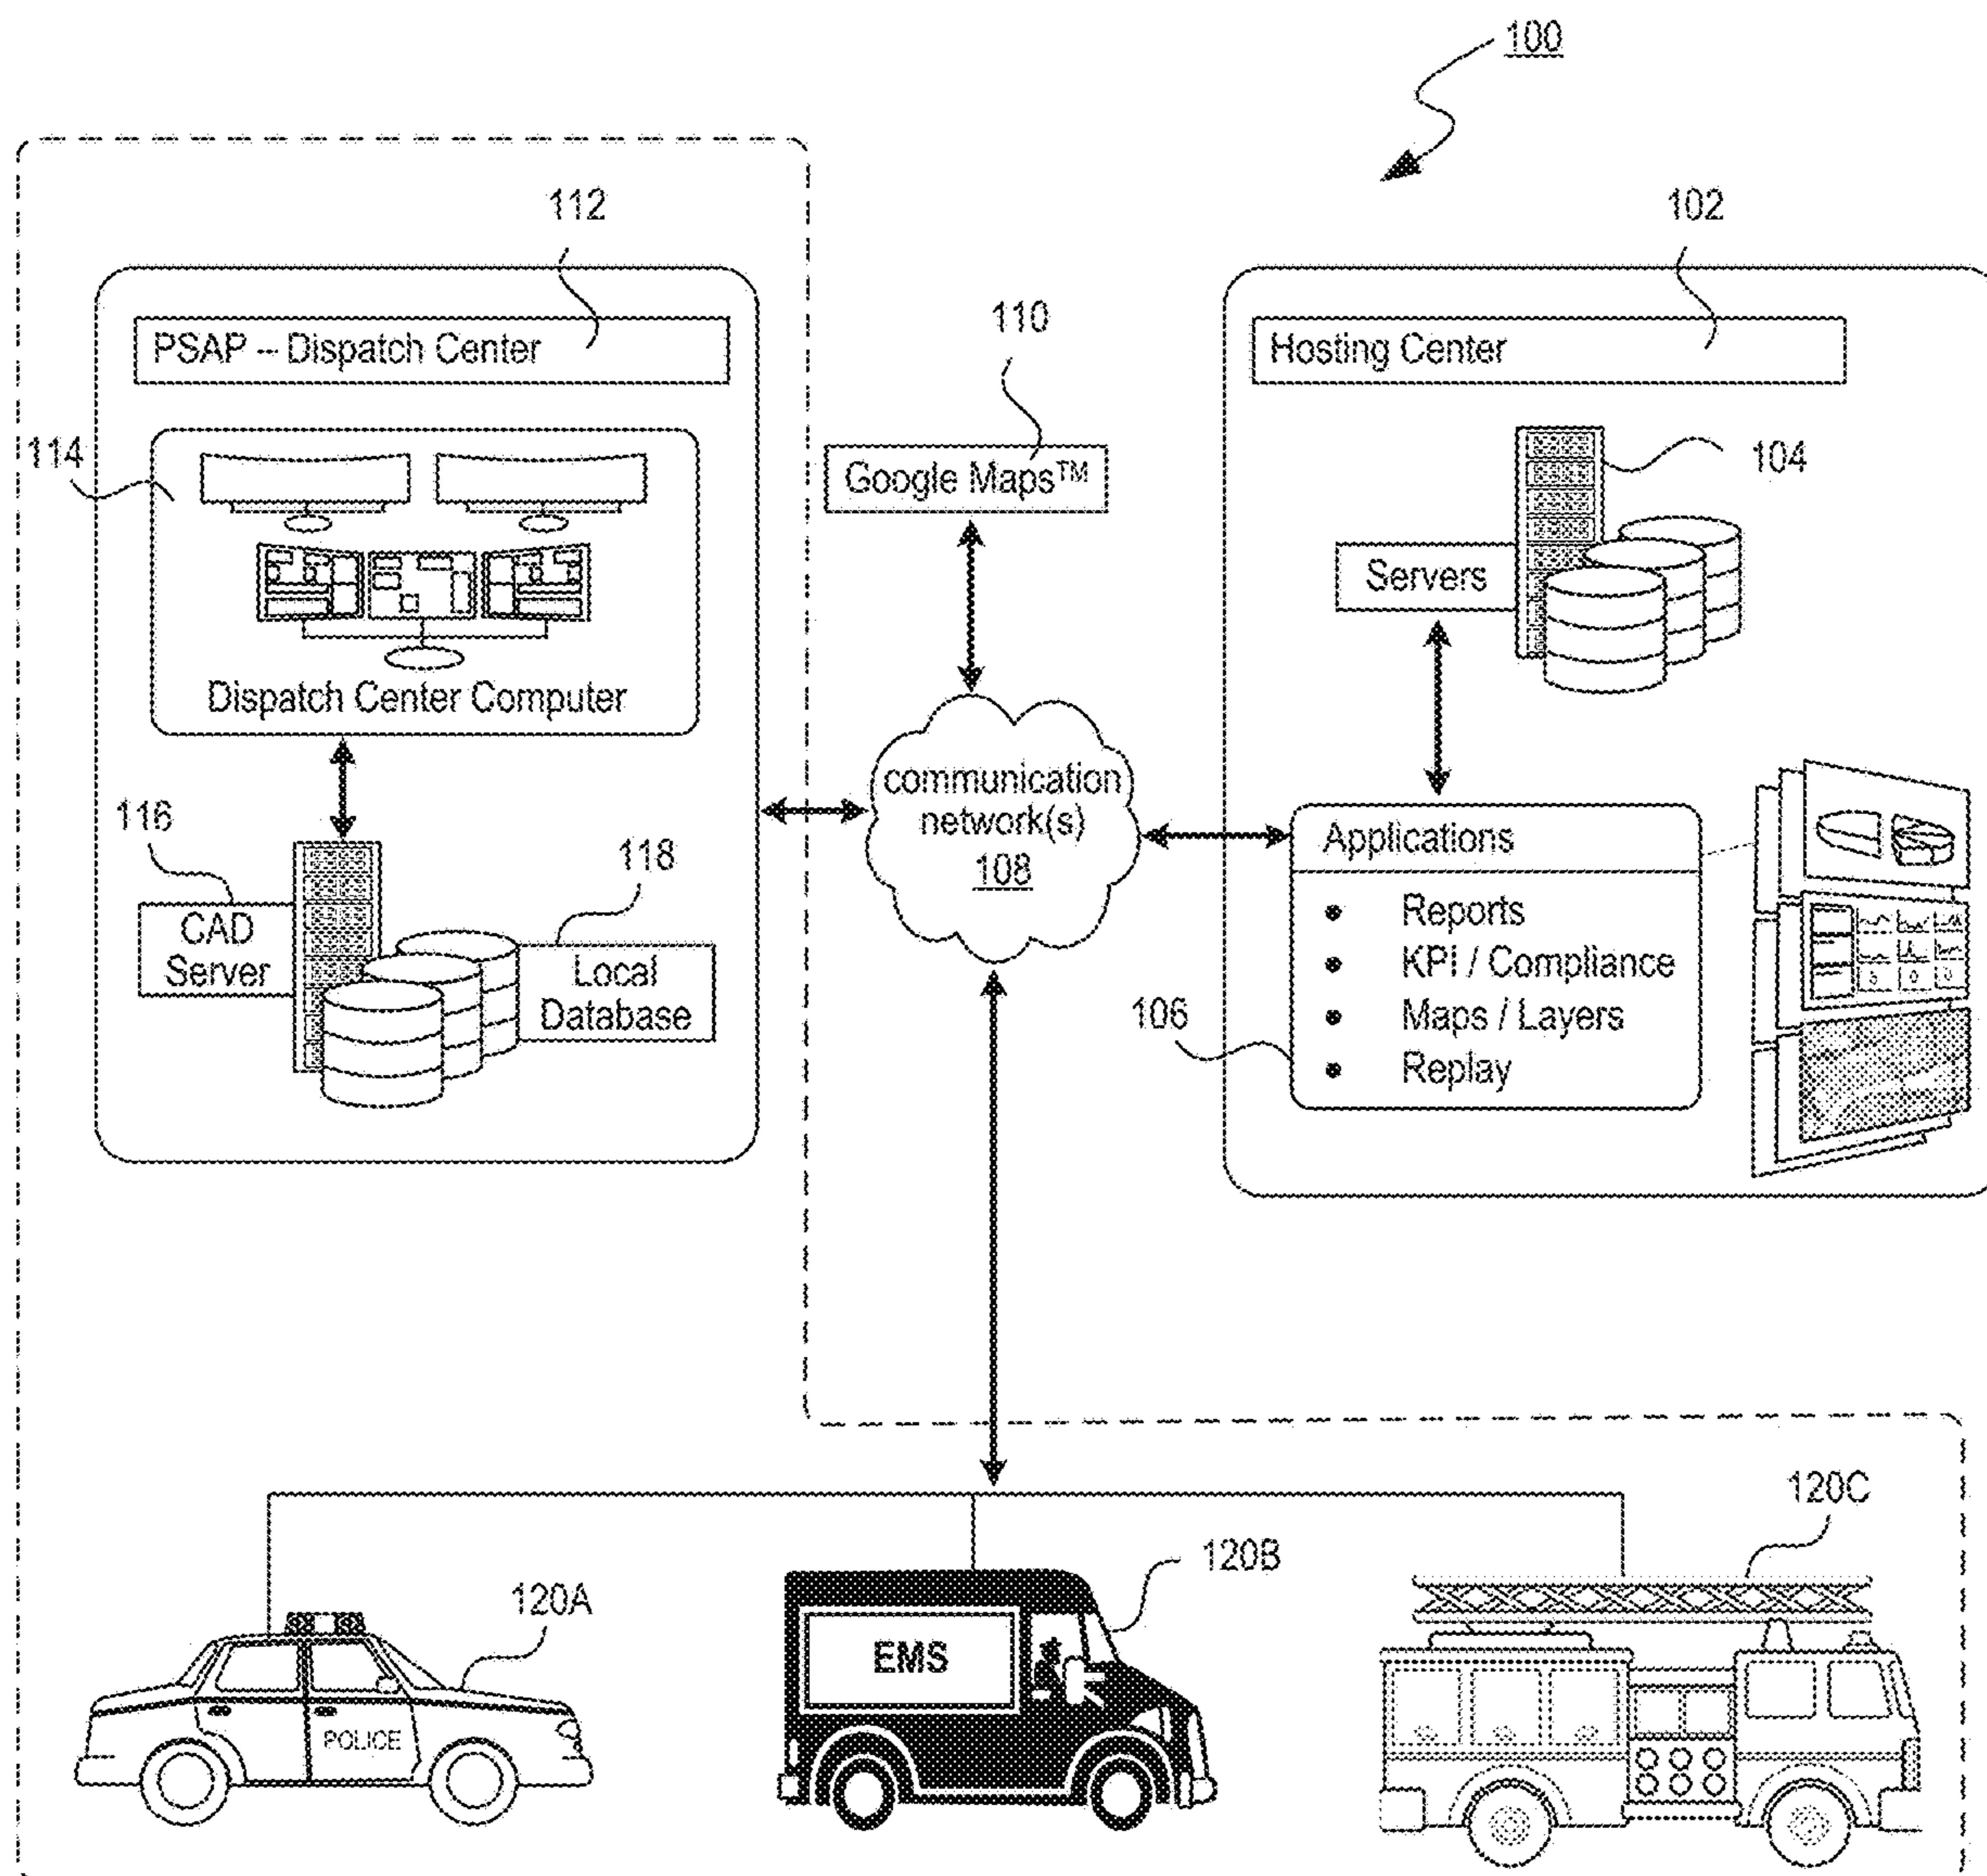 100
112
102
PSAP – Dispatch Center
110
Hosting Center
114
Google Maps™
104
Servers
Dispatch Center Computer
communication
network(s)
108
116
118
CAD
Server
Local
Database
Applications
• Reports
• KPI / Compliance
• Maps / Layers
• Replay
106
120C
120B
120A
EMS
POLICE